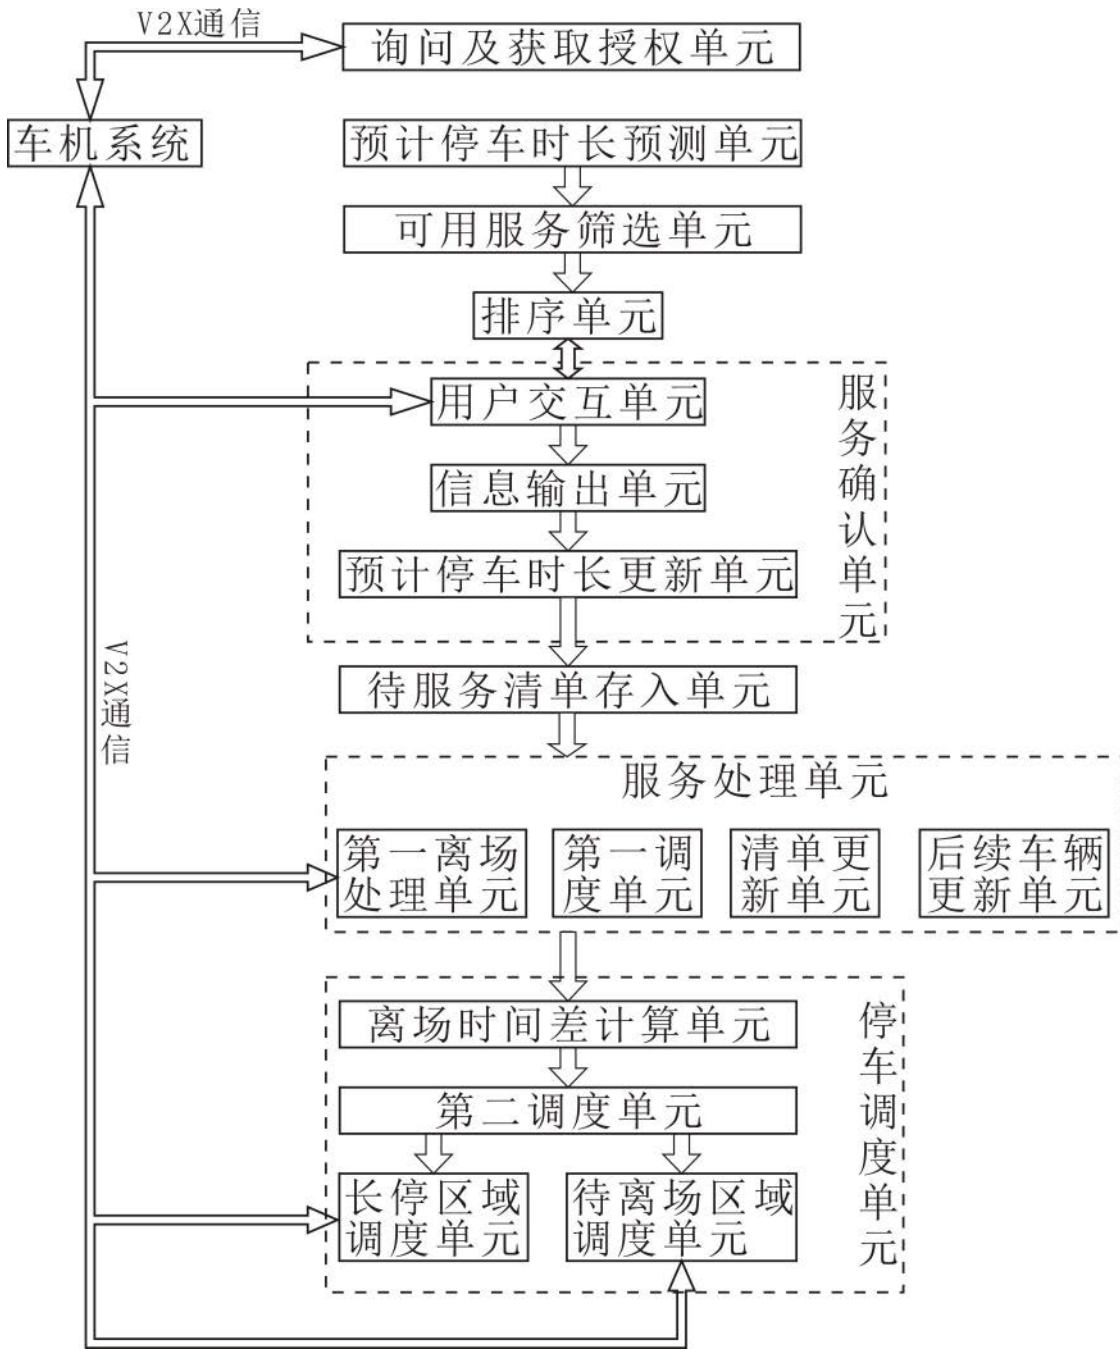 V2X通信
询问及获取授权单元
车机系统
预计停车时长预测单元
可用服务筛选单元
排序单元
用户交互单元
信息输出单元
预计停车时长更新单元
服务确认单元
待服务清单存入单元
V2X通信
服务处理单元
第一离场
处理单元
第一调
度单元
清单更
新单元
后续车辆
更新单元
离场时间差计算单元
第二调度单元
长停区域
调度单元
待离场区域
调度单元
停车调度单元